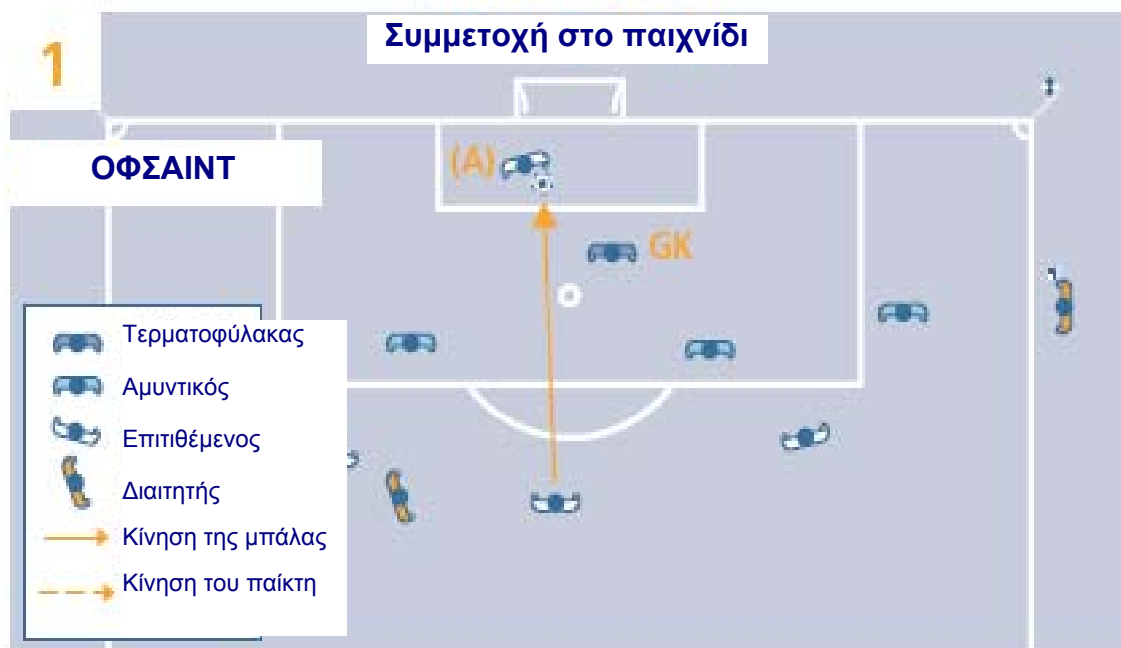 1
Συμμετοχή στο παιχνίδι
ΟΦΣΑΙΝΤ
(A)
GK
Τερματοφύλακας
Αμυντικός
Επιτιθέμενος
Διαιτητής
Κίνηση της μπάλας
Κίνηση του παίκτη